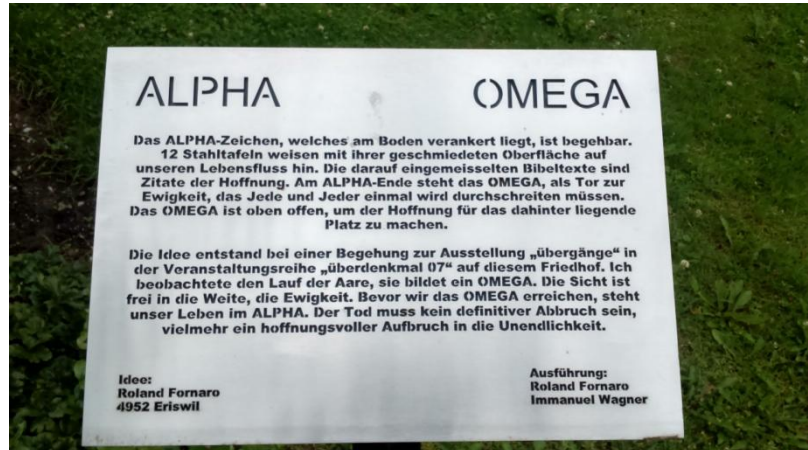 ALPHA OMEGA
Das ALPHA-Zeichen, welches am Boden verankert liegt, ist begehbar.
12 Stahltafeln weisen mit ihrer geschmiedeten Oberfläche auf
unseren Lebensfluss hin. Die darauf eingemeisselten Bibeltexte sind
Zitate der Hoffnung. Am ALPHA-Ende steht das OMEGA, als Tor zur
Ewigkeit, das Jede und Jeder einmal wird durchschreiten müssen.
Das OMEGA ist oben offen, um der Hoffnung für das dahinter liegende
Platz zu machen.
Die Idee entstand bei einer Begehung zur Ausstellung „übergänge“ in
der Veranstaltungsreihe „überdenkmal 07“ auf diesem Friedhof. Ich
beobachtete den Lauf der Aare, sie bildet ein OMEGA. Die Sicht ist
frei in die Weite, die Ewigkeit. Bevor wir das OMEGA erreichen, steht
unser Leben im ALPHA. Der Tod muss kein definitiver Abbruch sein,
vielmehr ein hoffnungsvoller Aufbruch in die Unendlichkeit.
Idee:
Roland Fornaro
4952 Eriswil
Ausführung:
Roland Fornaro
Immanuel Wagner